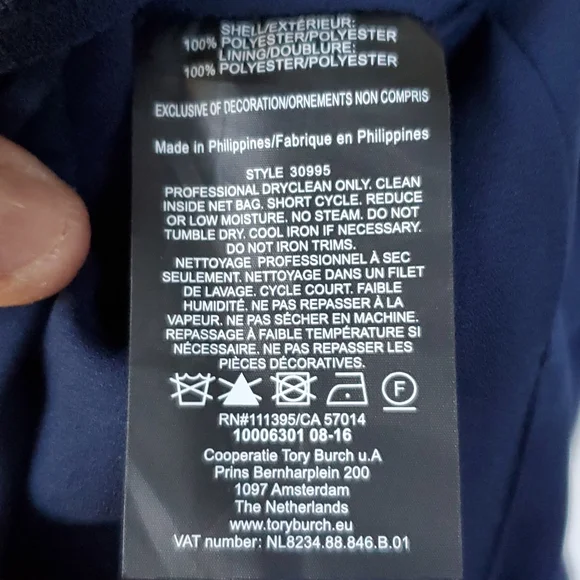 SHELL/EXTÉRIEUR:
100% POLYESTER/POLYESTER
LINING/DOUBLURE:
100% POLYESTER/POLYESTER
EXCLUSIVE OF DECORATION/ORNEMENTS NON COMPRIS
Made in Philippines/Fabrique en Philippines
STYLE 30995
PROFESSIONAL DRYCLEAN ONLY. CLEAN
INSIDE NET BAG. SHORT CYCLE. REDUCE
OR LOW MOISTURE. NO STEAM. DO NOT
TUMBLE DRY. COOL IRON IF NECESSARY.
DO NOT IRON TRIMS.
NETTOYAGE PROFESSIONNEL À SEC
SEULEMENT. NETTOYAGE DANS UN FILET
DE LAVAGE. CYCLE COURT. FAIBLE
HUMIDITÉ. NE PAS REPASSER À LA
VAPEUR. NE PAS SÉCHER EN MACHINE.
REPASSAGE À FAIBLE TEMPÉRATURE SI
NÉCESSAIRE. NE PAS REPASSER LES
PIÈCES DÉCORATIVES.
F
RN#111395/CA 57014
10006301 08-16
Cooperatie Tory Burch u.A
Prins Bernharplein 200
1097 Amsterdam
The Netherlands
www.toryburch.eu
VAT number: NL8234.88.846.B.01